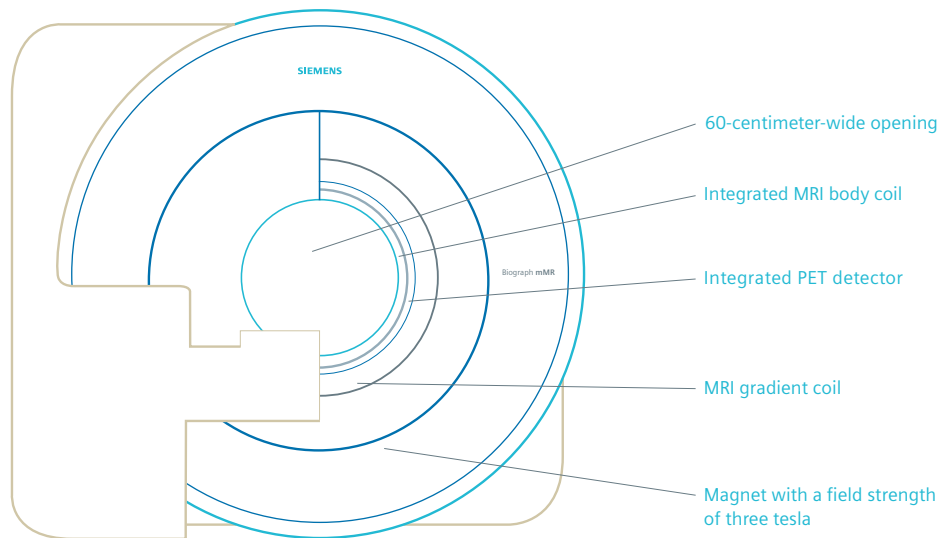 SIEMENS
60-centimeter-wide opening
Integrated MRI body coil
Biograph mMR
Integrated PET detector
MRI gradient coil
Magnet with a field strength
of three tesla